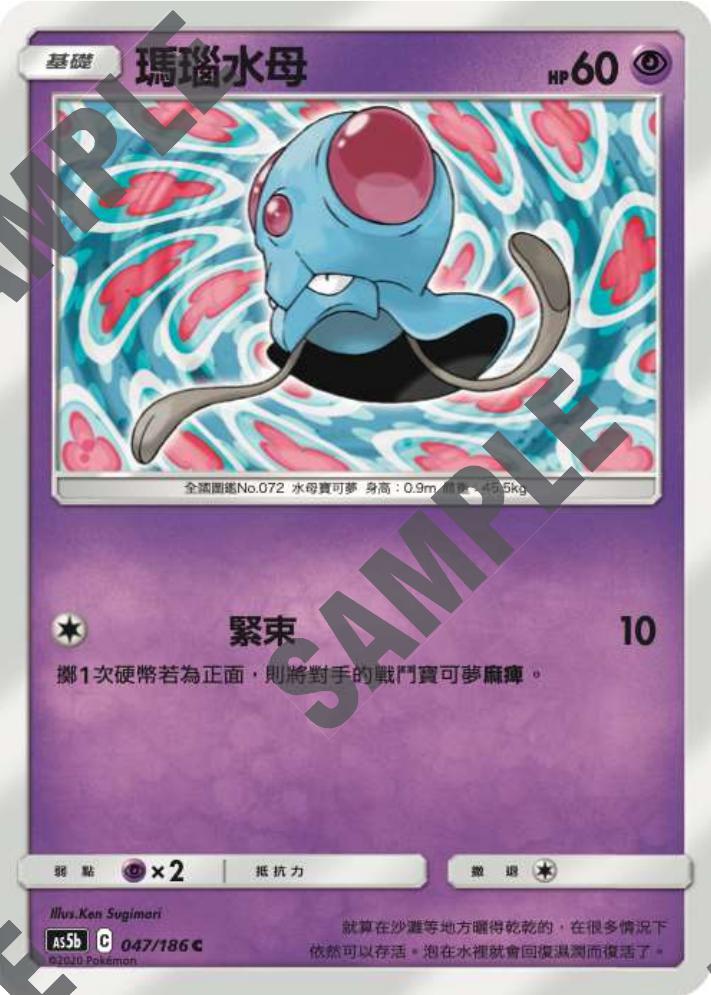 基礎 瑪瑙水母 HP60
SAMPLE
全國圖鑑No.072 水母寶可夢 身高：0.9m 體重：45.5kg
緊束 10
擲1次硬幣若為正面，則將對手的戰鬥寶可夢麻痺。
SAMPLE
弱點 ×2 抵抗力 撤退
Illus.Ken Sugimori
AS5b C 047/186 C
©2020 Pokémon
就算在沙灘等地方曬得乾乾的，在很多情況下
依然可以存活。泡在水裡就會回復濕潤而復活了。